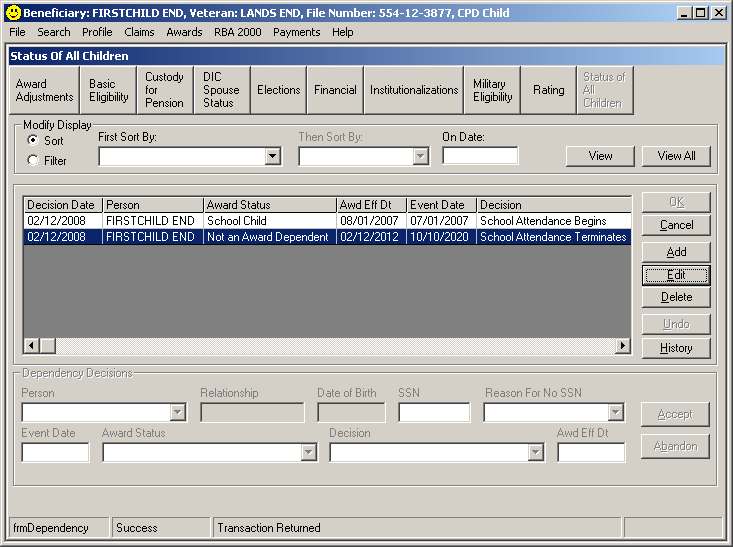 Beneficiary: FIRSTCHILD END, Veteran: LANDS END, File Number: 554-12-3877, CPD Child
File Search Profile Claims Awards RBA 2000 Payments Help
Status Of All Children
Award Adjustments
Basic Eligibility
Custody for Pension
DIC Spouse Status
Elections
Financial
Institutionalizations
Military Eligibility
Rating
Status of All Children
Modify Display
Sort
Filter
First Sort By:
Then Sort By:
On Date:
View
View All
Decision Date Person Award Status Awd Eff Dt Event Date Decision
02/12/2008 FIRSTCHILD END School Child 08/01/2007 07/01/2007 School Attendance Begins
02/12/2008 FIRSTCHILD END Not an Award Dependent 02/12/2012 10/10/2020 School Attendance Terminates
OK
Cancel
Add
Edit
Delete
Undo
History
Dependency Decisions
Person Relationship Date of Birth SSN Reason For No SSN
Accept
Event Date Award Status Decision Awd Eff Dt
Abandon
frmDependency Success Transaction Returned